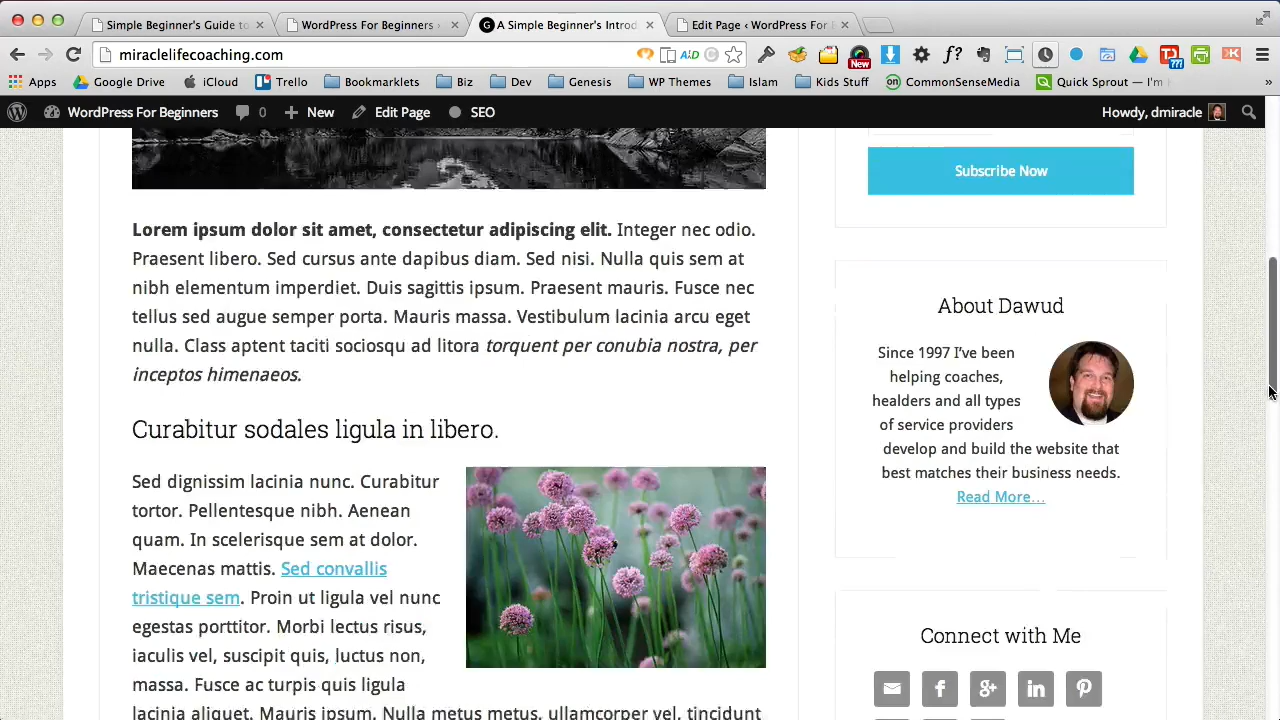 Simple Beginner's Guide to
WordPress For Beginners
A Simple Beginner's Introd
Edit Page ‹ WordPress For B
miraclelifecoaching.com
New
777
Apps Google Drive iCloud Trello Bookmarklets Biz Dev Genesis WP Themes Islam Kids Stuff CommonSenseMedia Quick Sprout — I'm
WordPress For Beginners 0 New Edit Page SEO Howdy, dmiracle
Subscribe Now
Lorem ipsum dolor sit amet, consectetur adipiscing elit. Integer nec odio.
Praesent libero. Sed cursus ante dapibus diam. Sed nisi. Nulla quis sem at
nibh elementum imperdiet. Duis sagittis ipsum. Praesent mauris. Fusce nec
tellus sed augue semper porta. Mauris massa. Vestibulum lacinia arcu eget
nulla. Class aptent taciti sociosqu ad litora torquent per conubia nostra, per
inceptos himenaeos.
Curabitur sodales ligula in libero.
Sed dignissim lacinia nunc. Curabitur
tortor. Pellentesque nibh. Aenean
quam. In scelerisque sem at dolor.
Maecenas mattis. Sed convallis
tristique sem. Proin ut ligula vel nunc
egestas porttitor. Morbi lectus risus,
iaculis vel, suscipit quis, luctus non,
massa. Fusce ac turpis quis ligula
lacinia aliquet. Mauris ipsum. Nulla metus metus, ullamcorper vel, tincidunt
About Dawud
Since 1997 I've been
helping coaches,
healders and all types
of service providers
develop and build the website that
best matches their business needs.
Read More…
Connect with Me